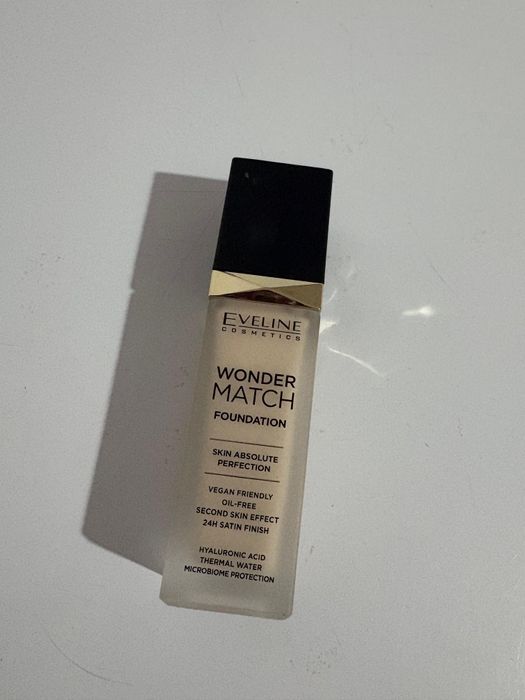 EVELINE
COSMETICS
WONDER
MATCH
FOUNDATION
SKIN ABSOLUTE
PERFECTION
VEGAN FRIENDLY
OIL-FREE
SECOND SKIN EFFECT
24H SATIN FINISH
HYALURONIC ACID
THERMAL WATER
MICROBIOME PROTECTION